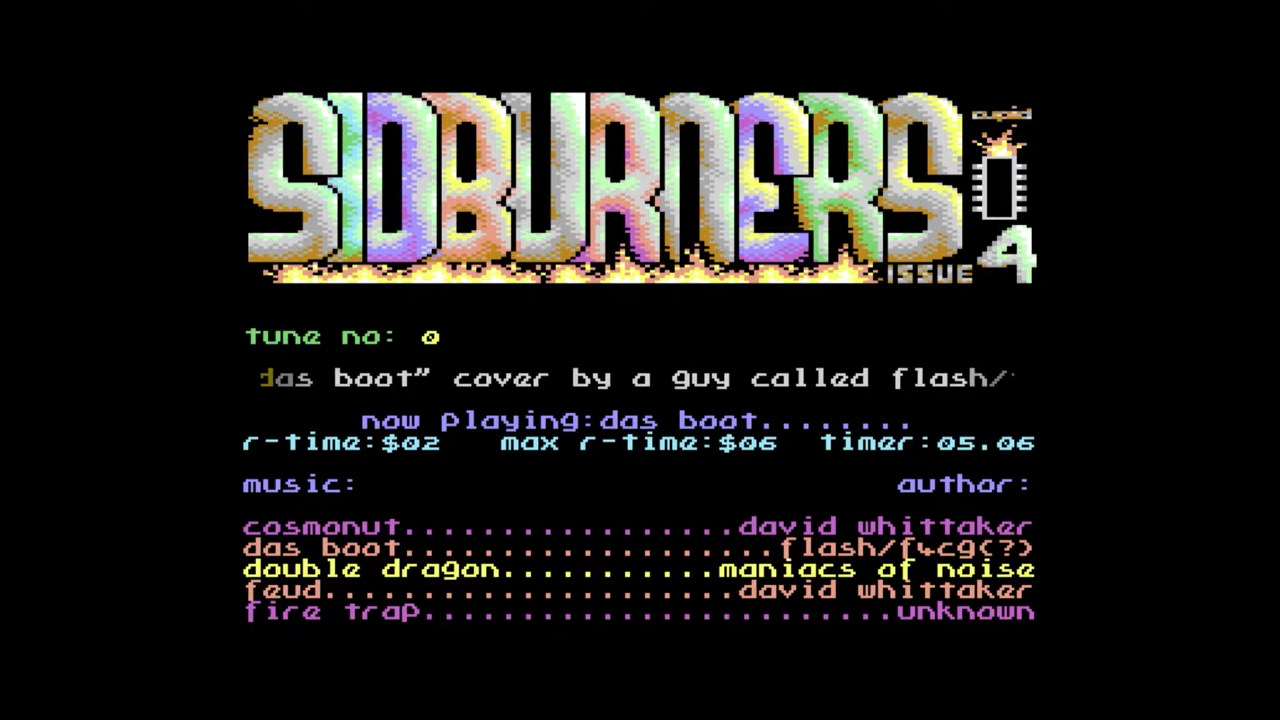 SIDBURNERS
cupid
ISSUE 4
tune no: 0
das boot" cover by a guy called flash/
now playing:das boot........
r-time:$02 max r-time:$06 timer:05.06
music: author:
cosmonut.................david whittaker
das boot...................flash/f4cg(?)
double dragon...........maniacs of noise
feud.....................david whittaker
fire trap........................unknown